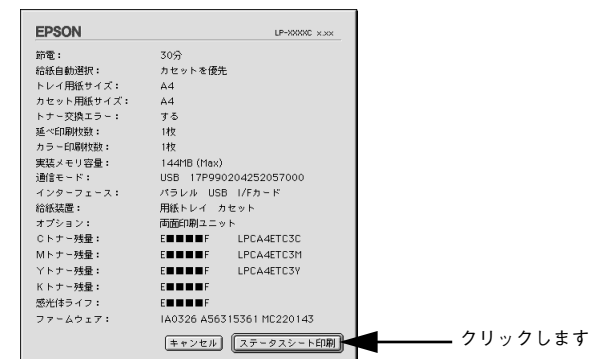 EPSON LP-XXXXC x.xx
節電: 30分
給紙自動選択: カセットを優先
トレイ用紙サイズ: A4
カセット用紙サイズ: A4
トナー交換エラー: する
延べ印刷枚数: 1枚
カラー印刷枚数: 1枚
実装メモリ容量: 144MB (Max)
通信モード: USB 17P990204252057000
インターフェース: パラレル USB I/Fカード
給紙装置: 用紙トレイ カセット
オプション: 両面印刷ユニット
Cトナー残量: E■■■■F LPCA4ETC3C
Mトナー残量: E■■■■F LPCA4ETC3M
Yトナー残量: E■■■■F LPCA4ETC3Y
Kトナー残量: E■■■■F
感光体ライフ: E■■■■F
ファームウェア: IA0326 A56315361 MC220143
キャンセル ステータスシート印刷 クリックします